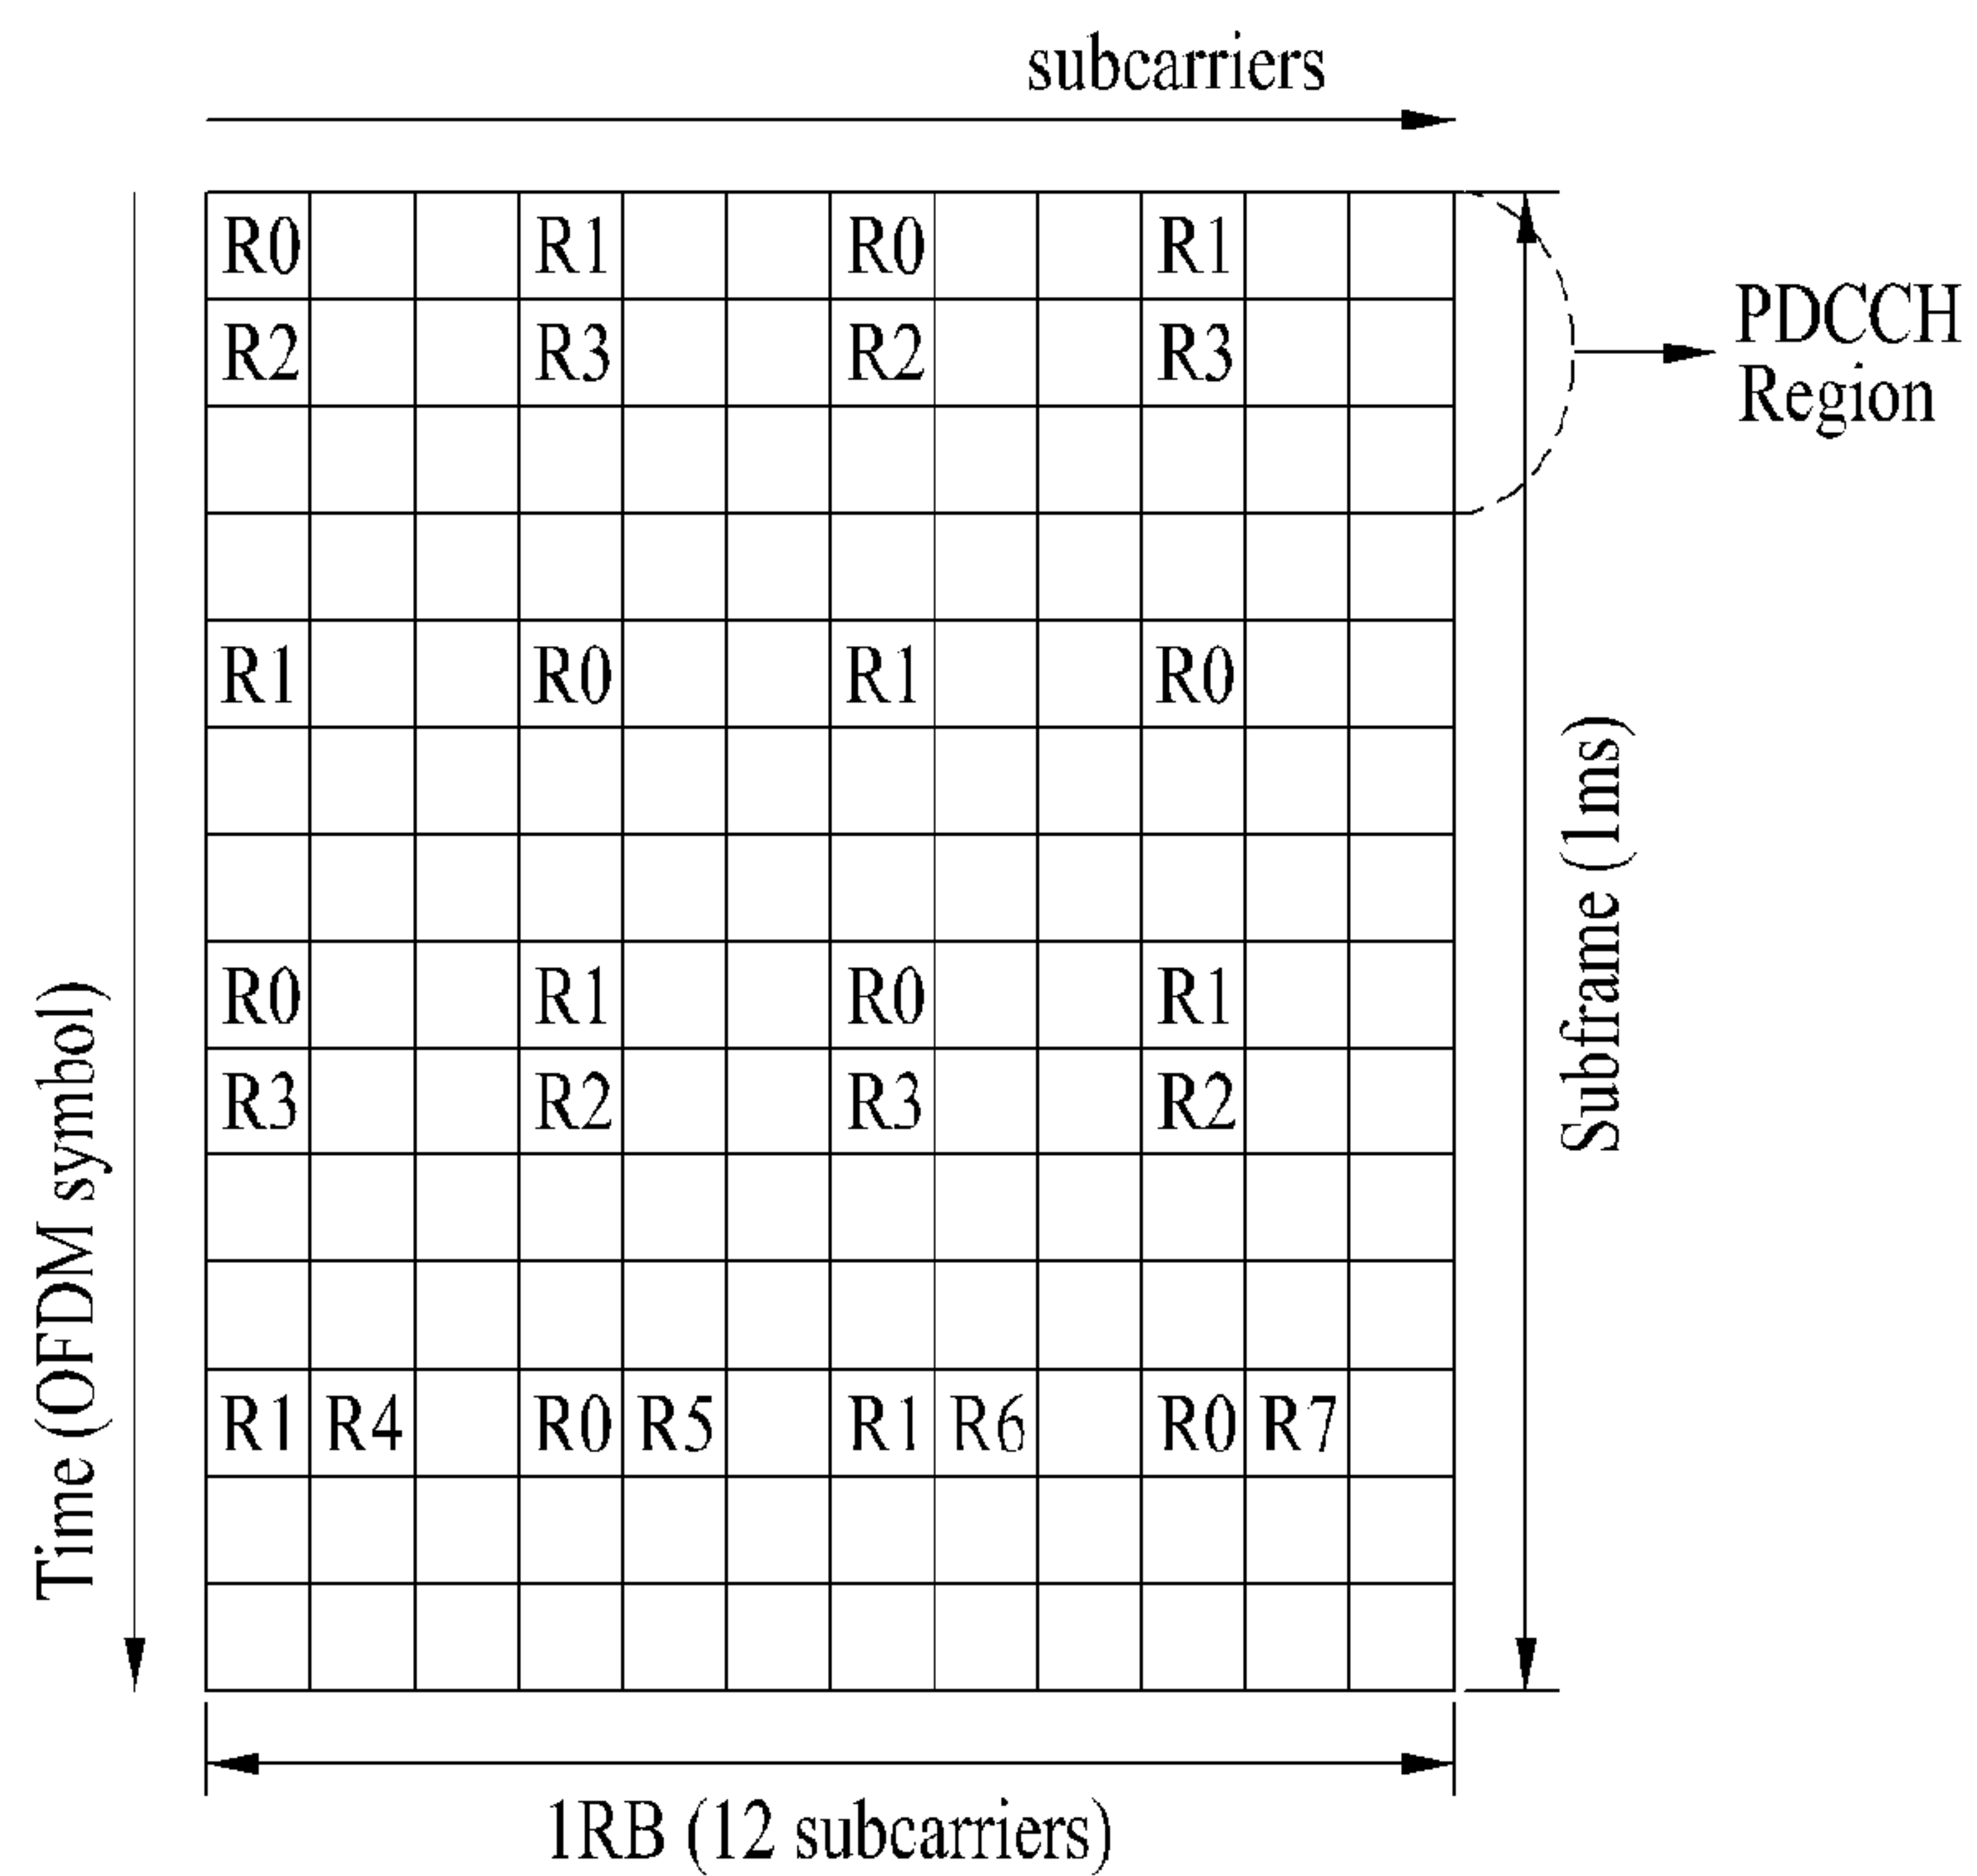 subcarriers
R0 R1 R0 R1
R2 R3 R2 R3
PDCCH
Region
R1 R0 R1 R0
R0 R1 R0 R1
R3 R2 R3 R2
R1 R4 R0 R5 R1 R6 R0 R7
Time (OFDM symbol)
Subframe (1ms)
1RB (12 subcarriers)